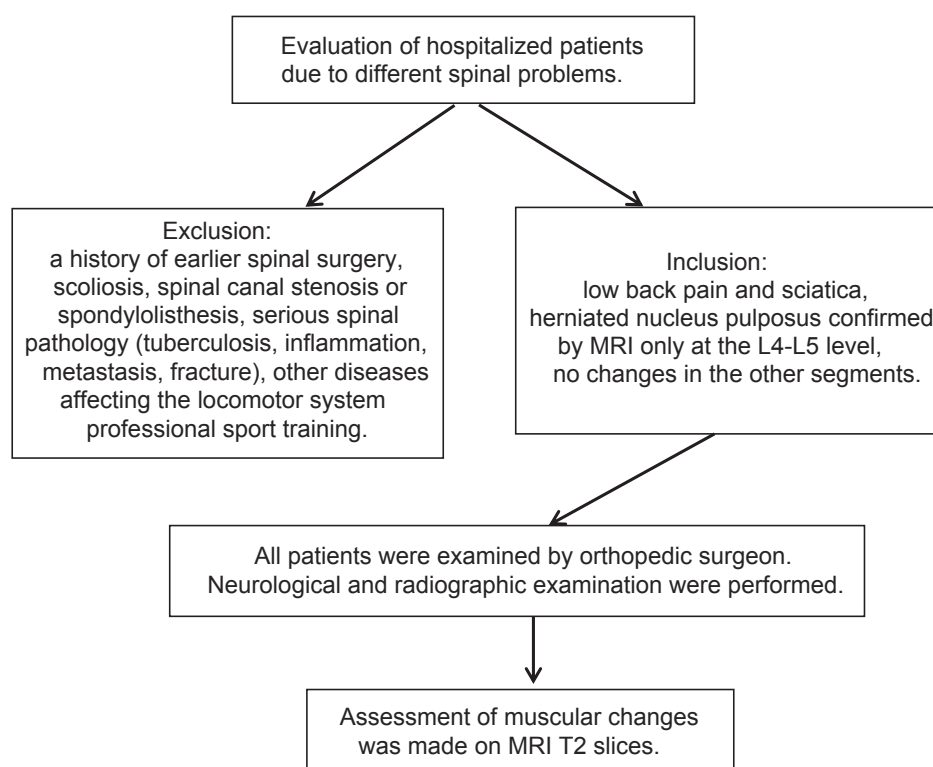 Evaluation of hospitalized patients
due to different spinal problems.
Exclusion:
a history of earlier spinal surgery,
scoliosis, spinal canal stenosis or
spondylolisthesis, serious spinal
pathology (tuberculosis, inflammation,
metastasis, fracture), other diseases
affecting the locomotor system
professional sport training.
Inclusion:
low back pain and sciatica,
herniated nucleus pulposus confirmed
by MRI only at the L4-L5 level,
no changes in the other segments.
All patients were examined by orthopedic surgeon.
Neurological and radiographic examination were performed.
Assessment of muscular changes
was made on MRI T2 slices.